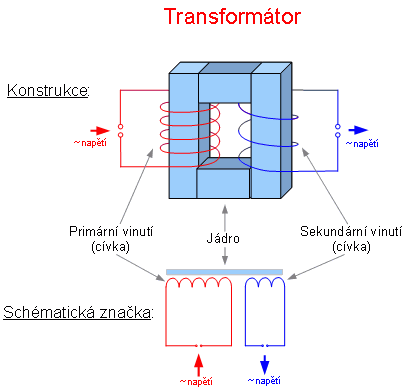 Transformátor
Konstrukce:
~napětí
~napětí
Primární vinutí
(cívka)
Jádro
Sekundární vinutí
(cívka)
Schématická značka:
~napětí
~napětí